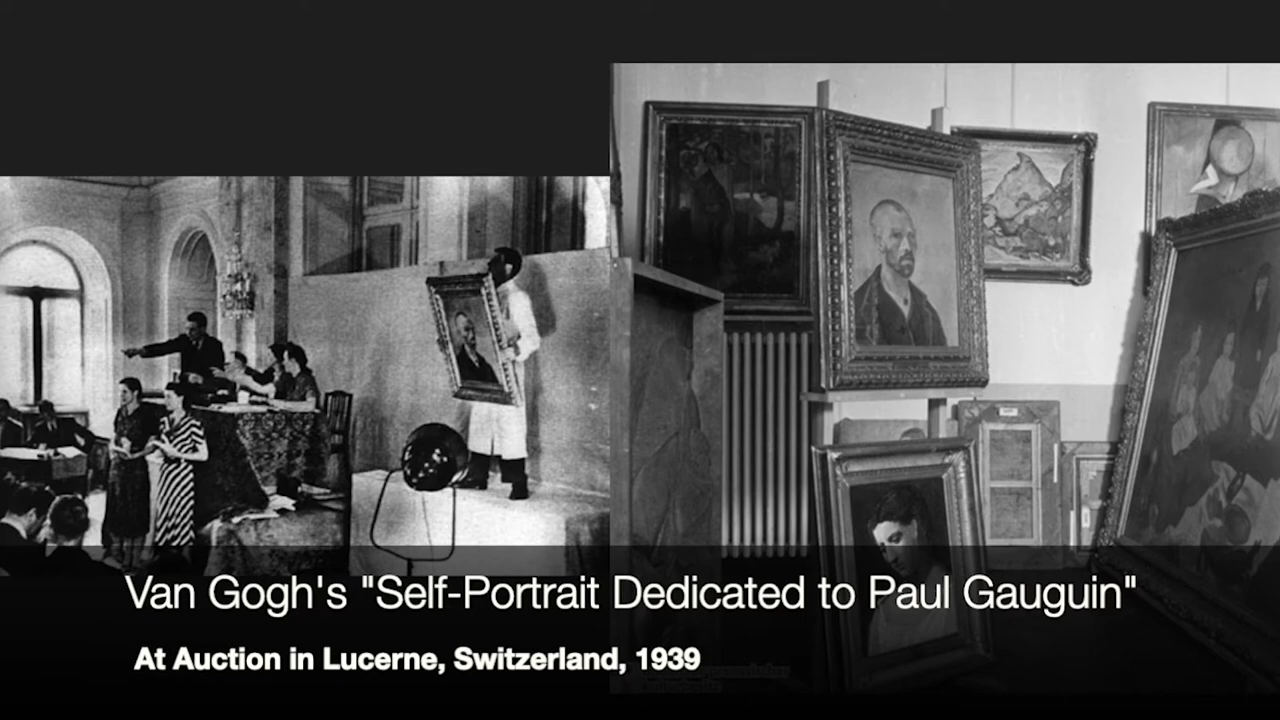 Van Gogh's "Self-Portrait Dedicated to Paul Gauguin"
At Auction in Lucerne, Switzerland, 1939